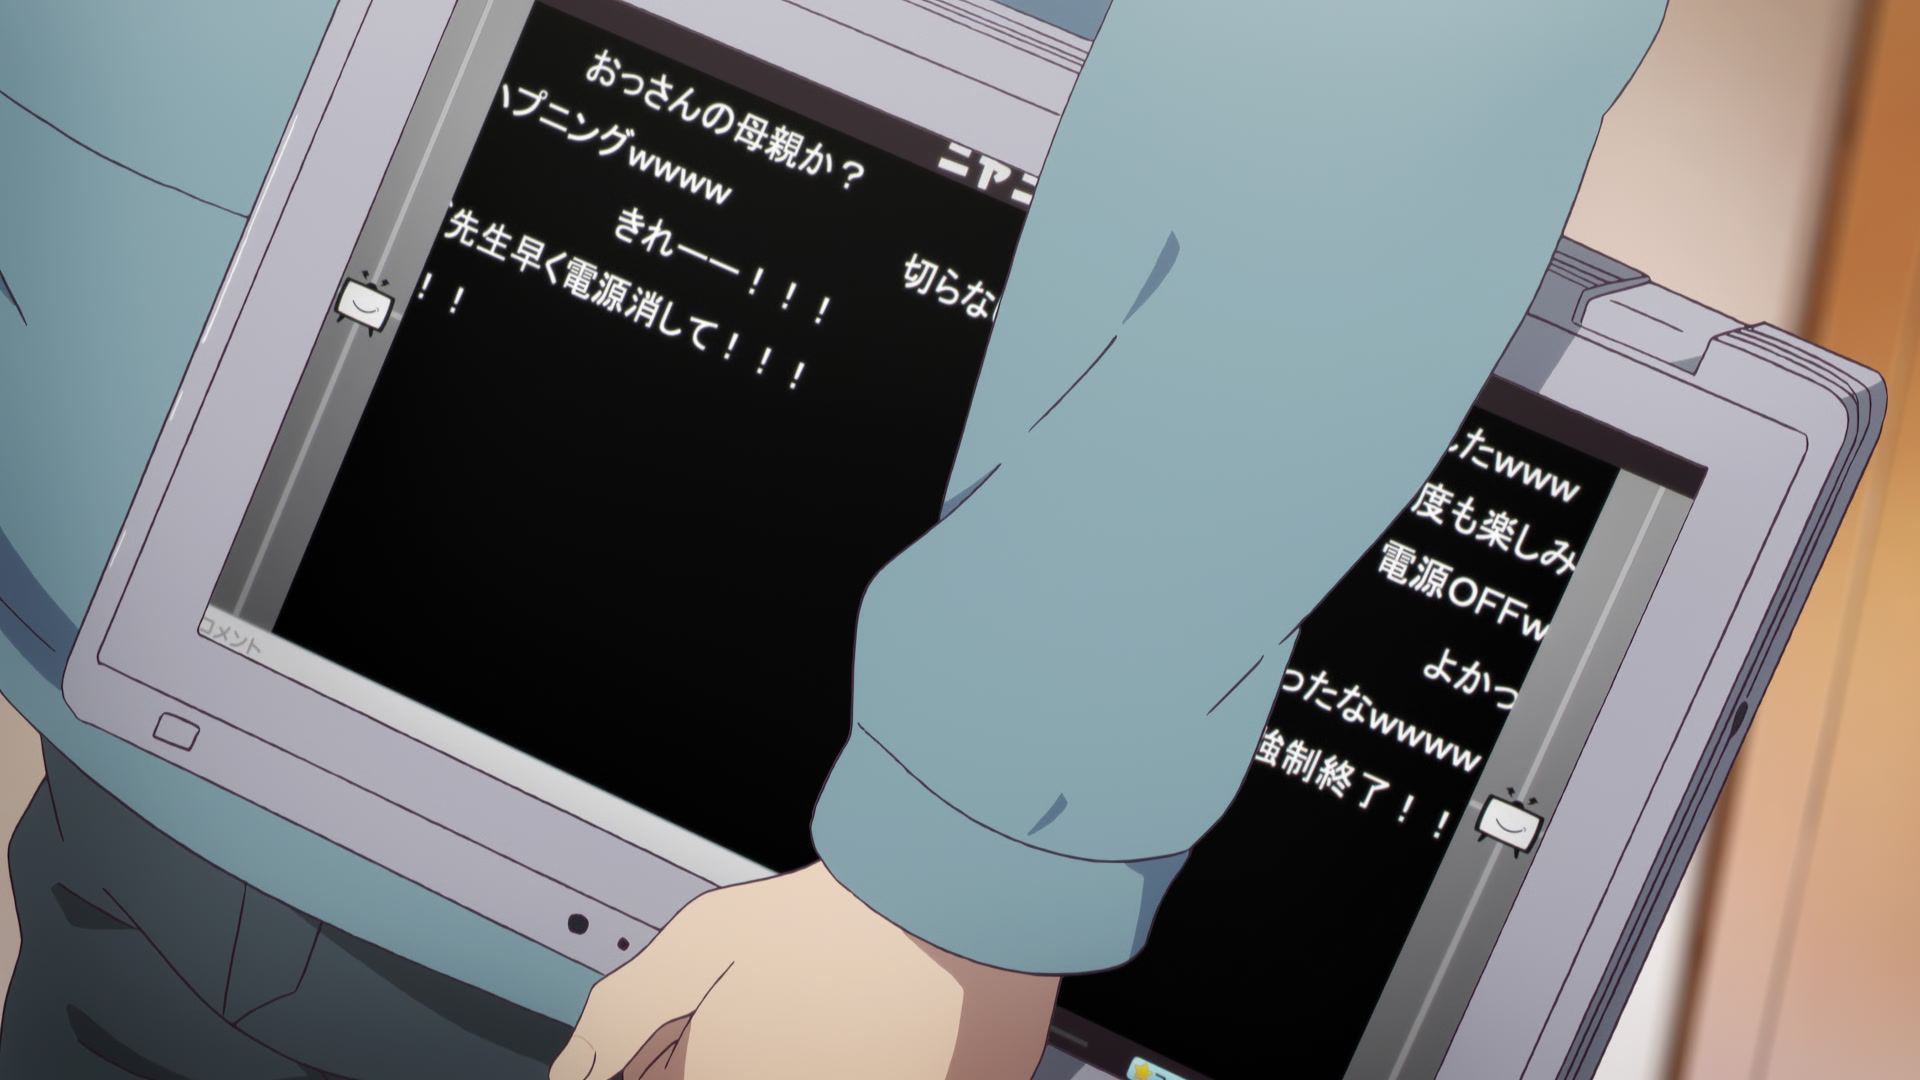 ニヤニ
おっさんの母親か？
ハプニングwwww
きれーー！！！
切らな
先生早く電源消して！！！
！！
コメント
したwww
度も楽しみ
電源OFFw
よかっ
ったなwwww
強制終了！！